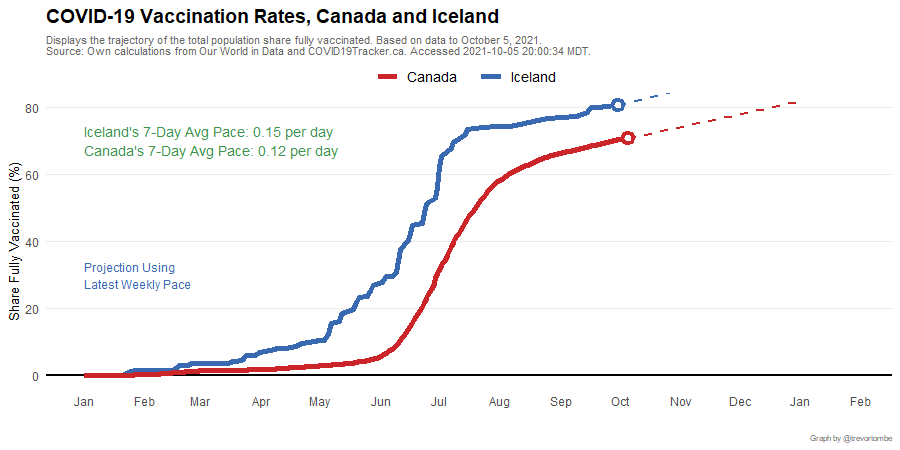 COVID-19 Vaccination Rates, Canada and Iceland
Displays the trajectory of the total population share fully vaccinated. Based on data to October 5, 2021.
Source: Own calculations from Our World in Data and COVID19Tracker.ca. Accessed 2021-10-05 20:00:34 MDT.
Canada Iceland
Share Fully Vaccinated (%)
80
Iceland's 7-Day Avg Pace: 0.15 per day
Canada's 7-Day Avg Pace: 0.12 per day
60
40
Projection Using
Latest Weekly Pace
20
0
Jan Feb Mar Apr May Jun Jul Aug Sep Oct Nov Dec Jan Feb
Graph by @trevortombe